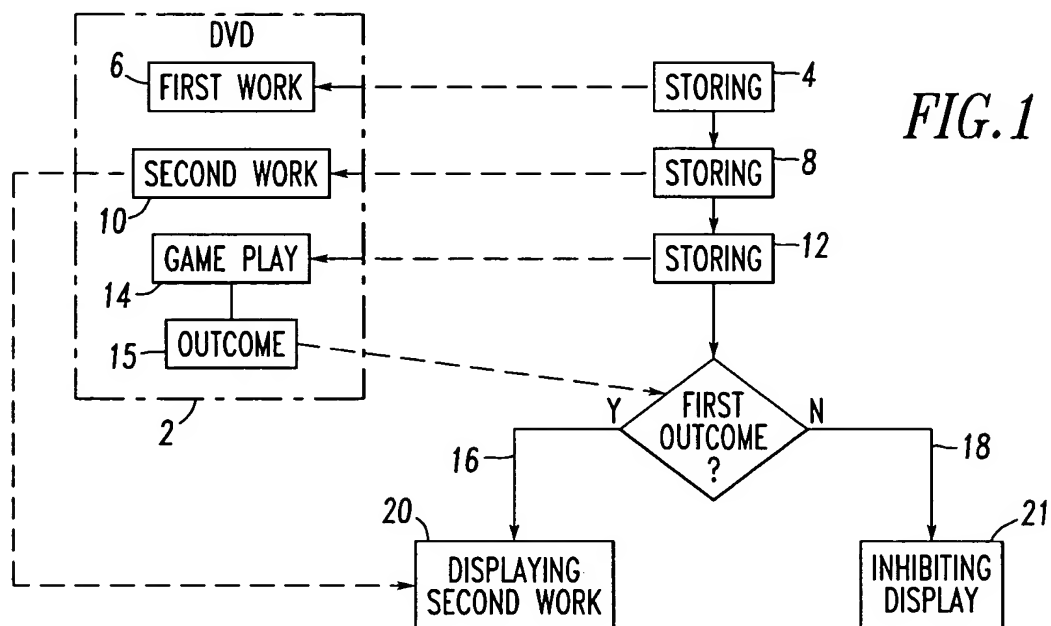 DVD
6
FIRST WORK
STORING
4
FIG. 1
SECOND WORK
STORING
8
10
GAME PLAY
STORING
12
14
OUTCOME
15
2
Y
FIRST
OUTCOME
?
N
16
18
20
DISPLAYING
SECOND WORK
21
INHIBITING
DISPLAY